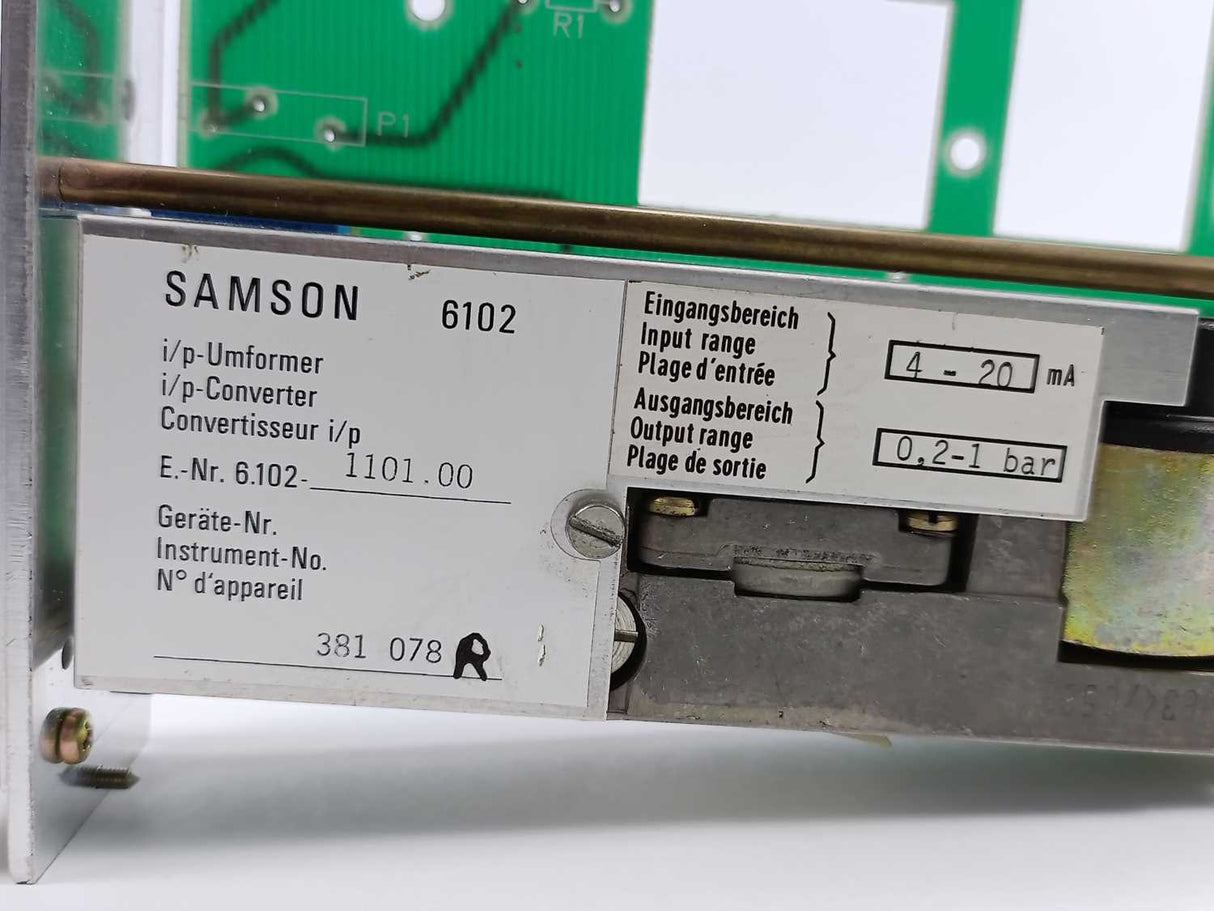 R1
P1
SAMSON 6102
i/p-Umformer
i/p-Converter
Convertisseur i/p
E.-Nr. 6.102-1101.00
Geräte-Nr.
Instrument-No.
N° d'appareil
381 078 R
Eingangsbereich
Input range
Plage d'entrée
4 - 20 mA
Ausgangsbereich
Output range
Plage de sortie
0,2-1 bar